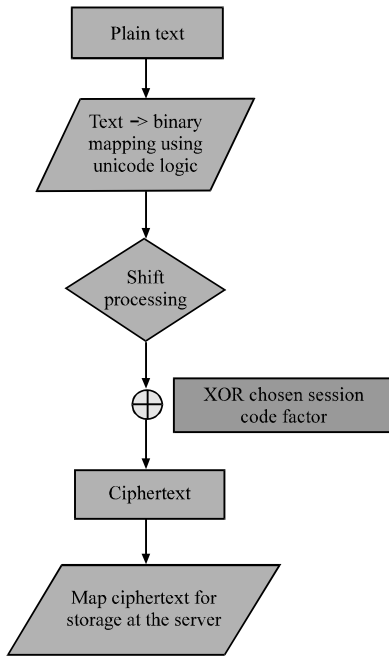 Plain text
Text -> binary
mapping using
unicode logic
Shift
processing
XOR chosen session
code factor
Ciphertext
Map ciphertext for
storage at the server